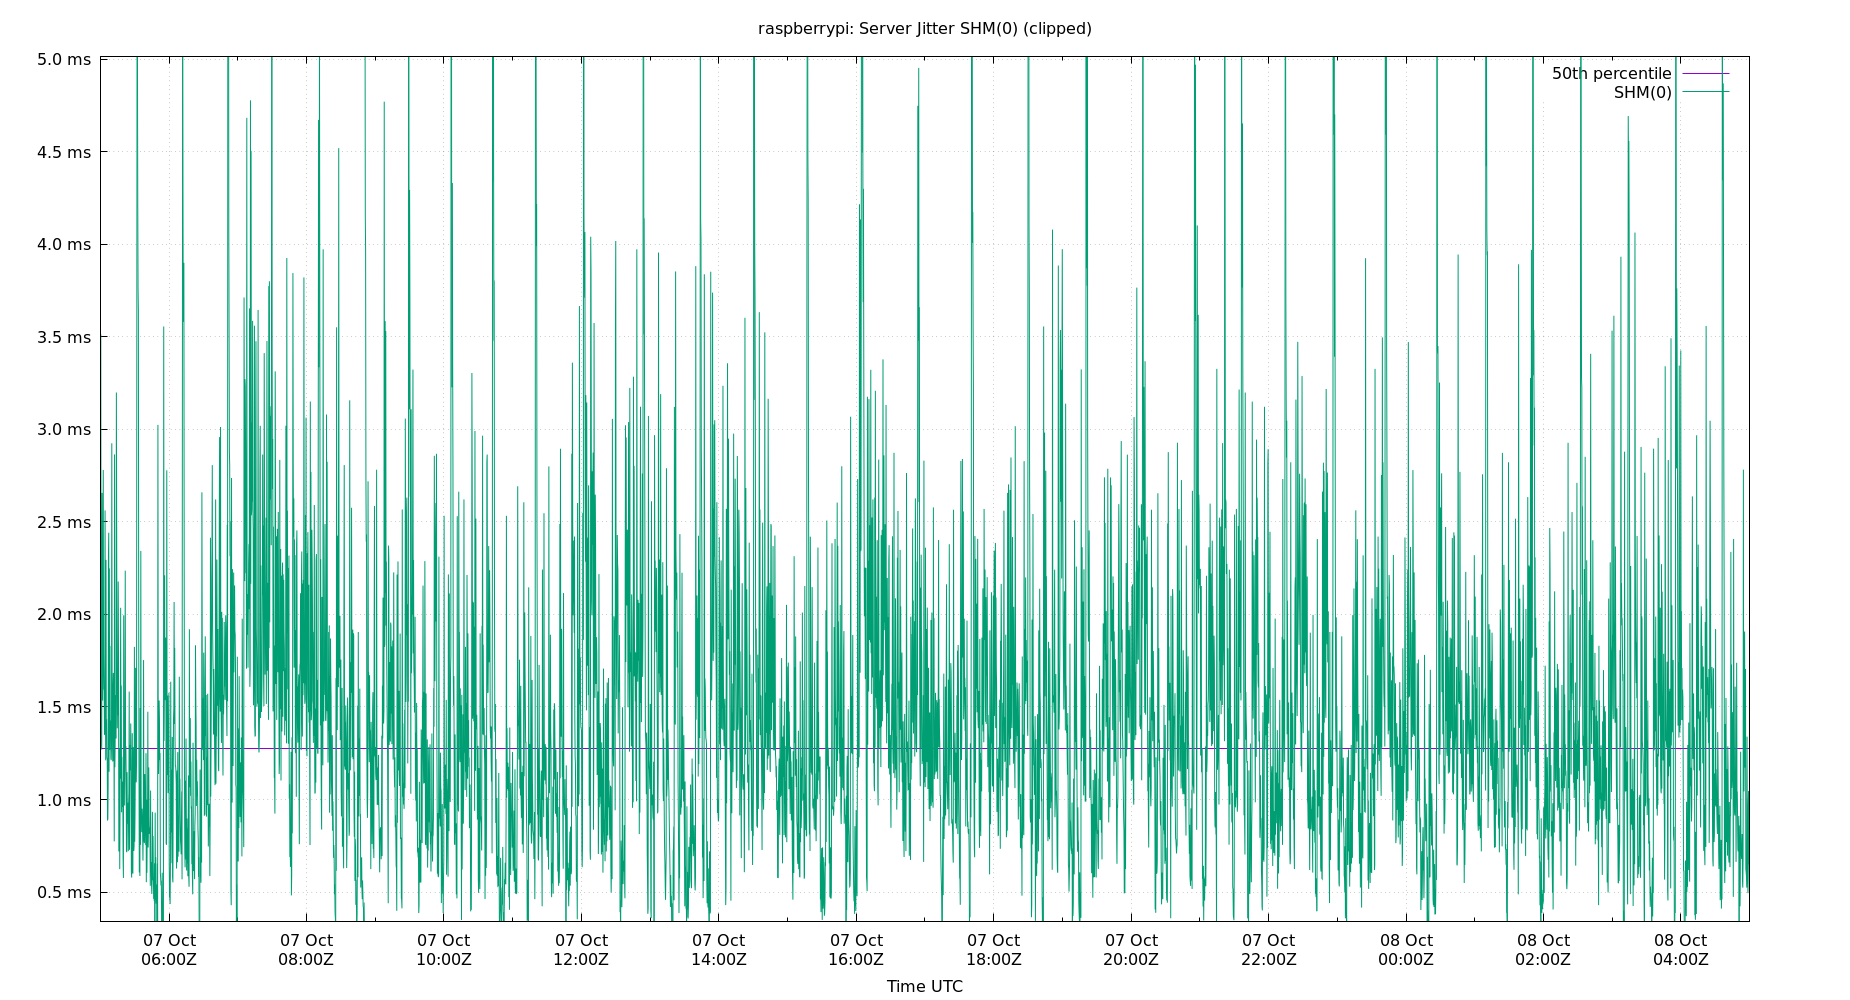 raspberrypi: Server Jitter SHM(0) (clipped)
5.0 ms
50th percentile
SHM(0)
4.5 ms
4.0 ms
3.5 ms
3.0 ms
2.5 ms
2.0 ms
1.5 ms
1.0 ms
0.5 ms
07 Oct 07 Oct 07 Oct 07 Oct 07 Oct 07 Oct 07 Oct 07 Oct 07 Oct 08 Oct 08 Oct 08 Oct
06:00Z 08:00Z 10:00Z 12:00Z 14:00Z 16:00Z 18:00Z 20:00Z 22:00Z 00:00Z 02:00Z 04:00Z
Time UTC